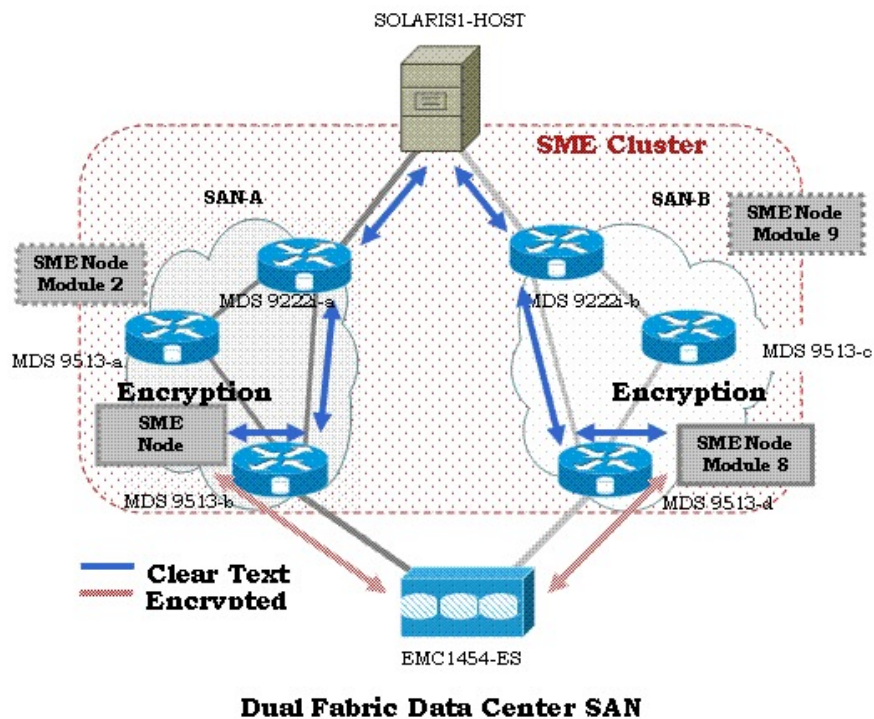 SOLARIS1-HOST
SME Cluster
SAN-A
SAN-B
SME Node
Module 9
SME Node
Module 2
MDS 9222i-a
MDS 9222i-b
MDS 9513-a
MDS 9513-c
Encryption
Encryption
SME
Node
SME Node
Module 8
MDS 9513-b
MDS 9513-d
Clear Text
Encrypted
EMC1454-ES
Dual Fabric Data Center SAN